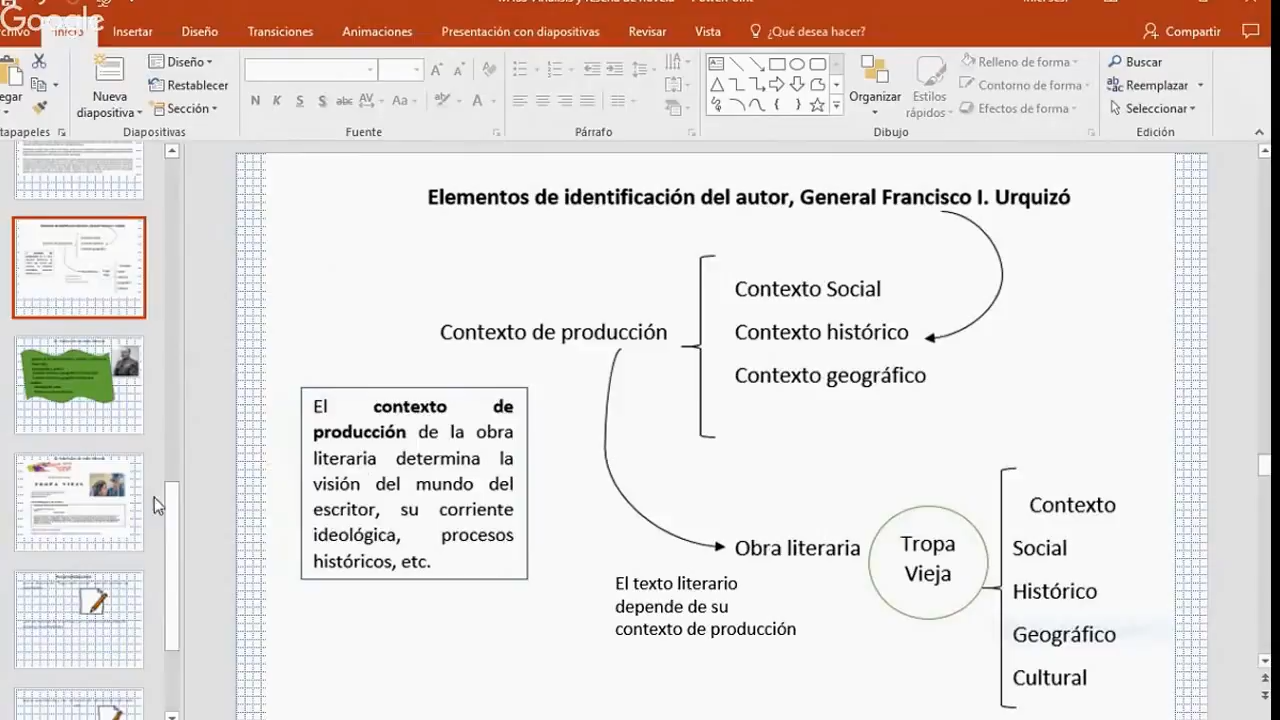 Google
Insertar Diseño Transiciones Animaciones Presentación con diapositivas Revisar Vista ¿Qué desea hacer? Compartir
Nueva diapositiva
Diseño
Restablecer
Sección
Relleno de forma
Contorno de forma
Efectos de forma
Organizar
Estilos rápidos
Buscar
Reemplazar
Seleccionar
Diapositivas Fuente Párrafo Dibujo Edición
Elementos de identificación del autor, General Francisco I. Urquizó
Contexto Social
Contexto de producción
Contexto histórico
Contexto geográfico
El contexto de
producción de la obra
literaria determina la
visión del mundo del
escritor, su corriente
ideológica, procesos
históricos, etc.
Obra literaria
El texto literario
depende de su
contexto de producción
Tropa
Vieja
Contexto
Social
Histórico
Geográfico
Cultural